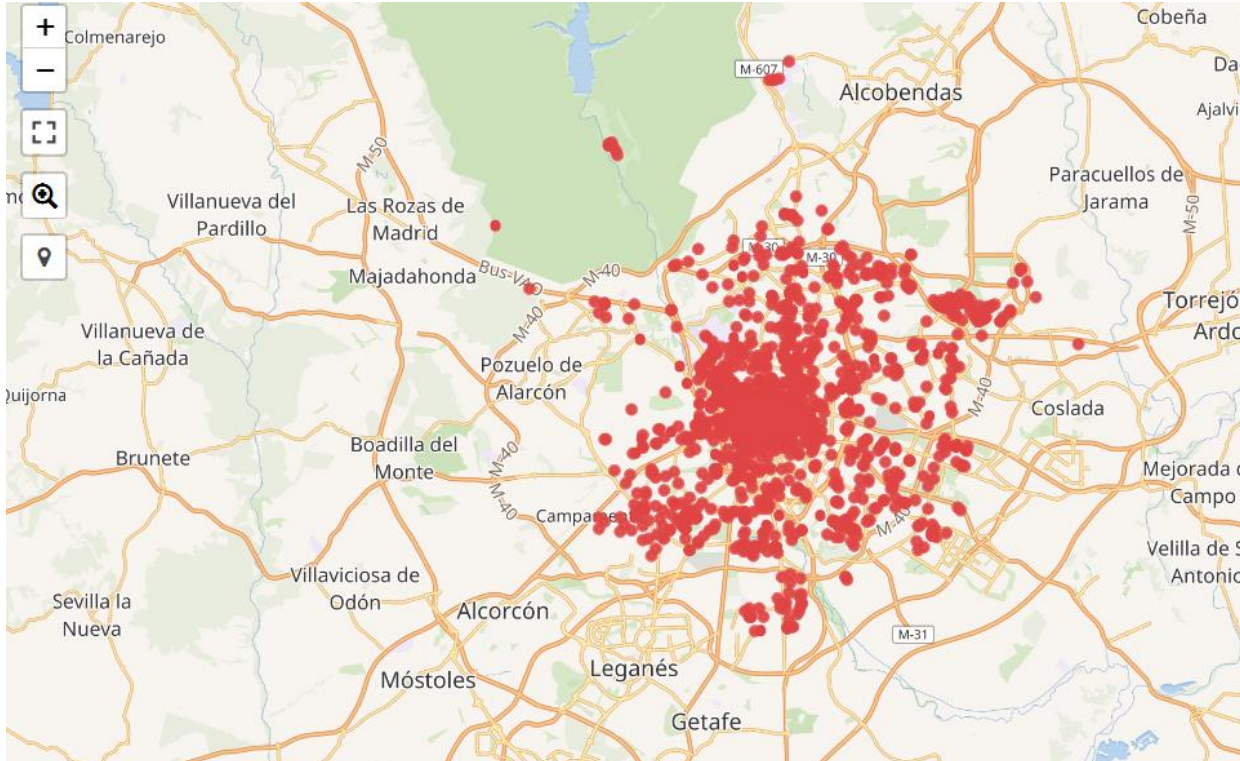 +
−
Colmenarejo
Cobeña
M-607
Alcobendas
M-50
Villanueva del
Pardillo
Las Rozas de
Madrid
Paracuellos de
Jarama
M-50
Majadahonda
Bus-VAO
M-40
M-30
M-30
M-40
Villanueva de
la Cañada
Pozuelo de
Alarcón
M-40
Coslada
Brunete
Boadilla del
Monte
M-40
M-40
M-40
Villaviciosa de
Odón
Sevilla la
Nueva
Alcorcón
M-31
Leganés
Móstoles
Getafe